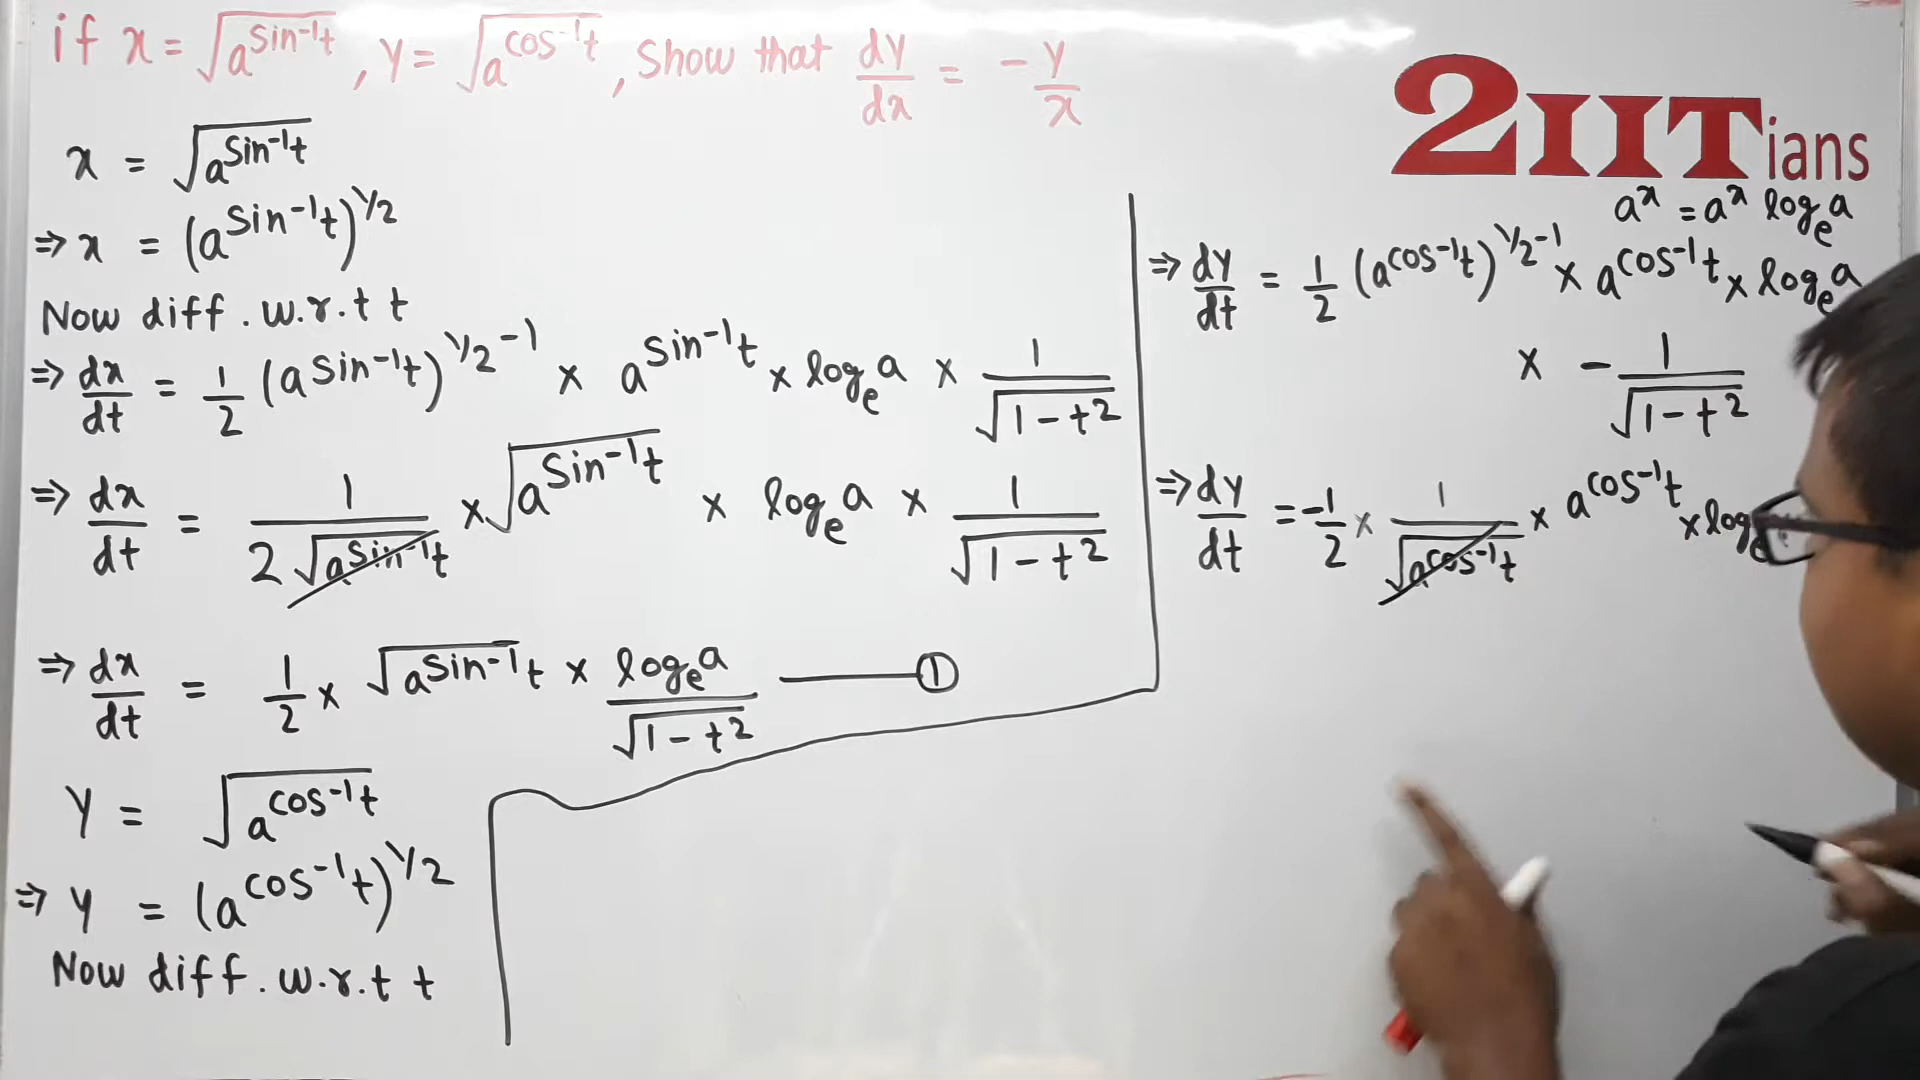 if x = √a^sin⁻¹t , y = √a^cos⁻¹t , Show that dy/dx = -y/x
2IITians
x = √a^sin⁻¹t
⇒ x = (a^sin⁻¹t)^1/2
Now diff. w.r.t t
⇒ dx/dt = 1/2 (a^sin⁻¹t)^1/2-1 × a^sin⁻¹t × logₑa × 1/√1-t²
⇒ dx/dt = 1/2√a^sin⁻¹t × √a^sin⁻¹t × logₑa × 1/√1-t²
⇒ dx/dt = 1/2 × √a^sin⁻¹t × logₑa/√1-t² —— ①
y = √a^cos⁻¹t
⇒ y = (a^cos⁻¹t)^1/2
Now diff. w.r.t t
a^x = a^x logₑa
⇒ dy/dt = 1/2 (a^cos⁻¹t)^1/2-1 × a^cos⁻¹t × logₑa
× -1/√1-t²
⇒ dy/dt = -1/2 × 1/√a^cos⁻¹t × a^cos⁻¹t × logₑ